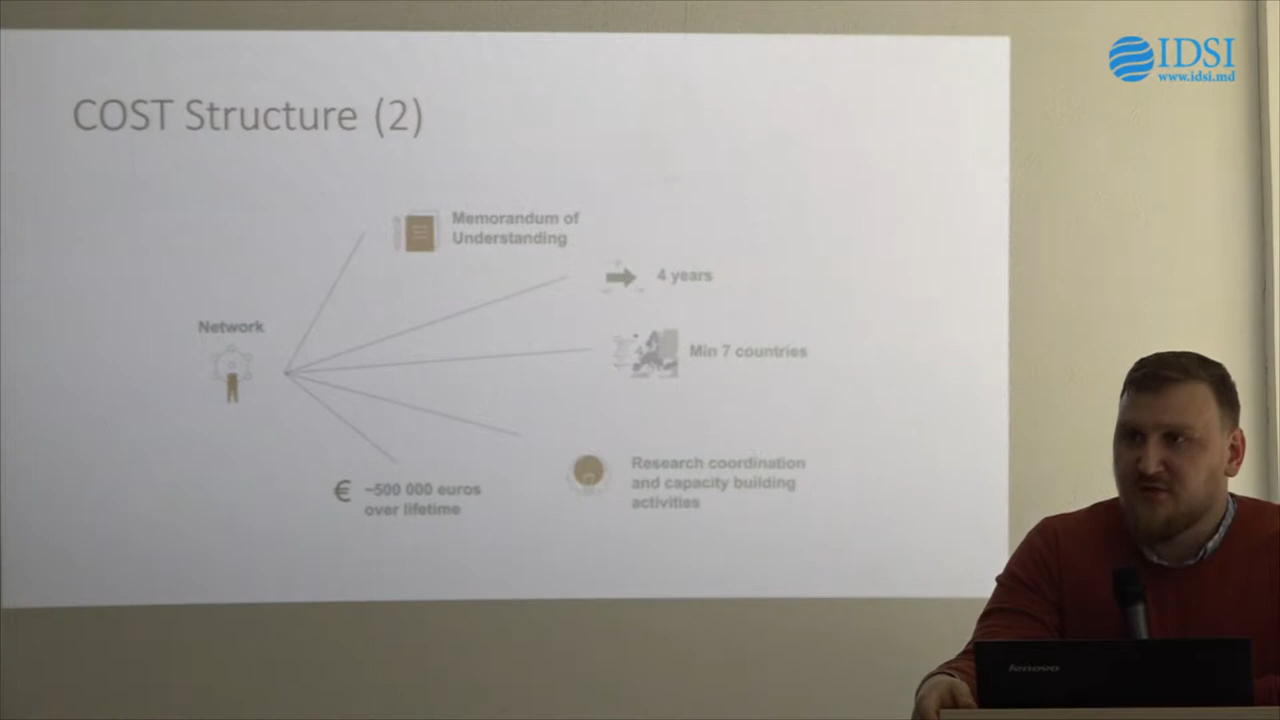 IDSI
www.idsi.md
COST Structure (2)
Memorandum of
Understanding
4 years
Network
Min 7 countries
Research coordination
and capacity building
activities
€ ~500 000 euros
over lifetime
lenovo